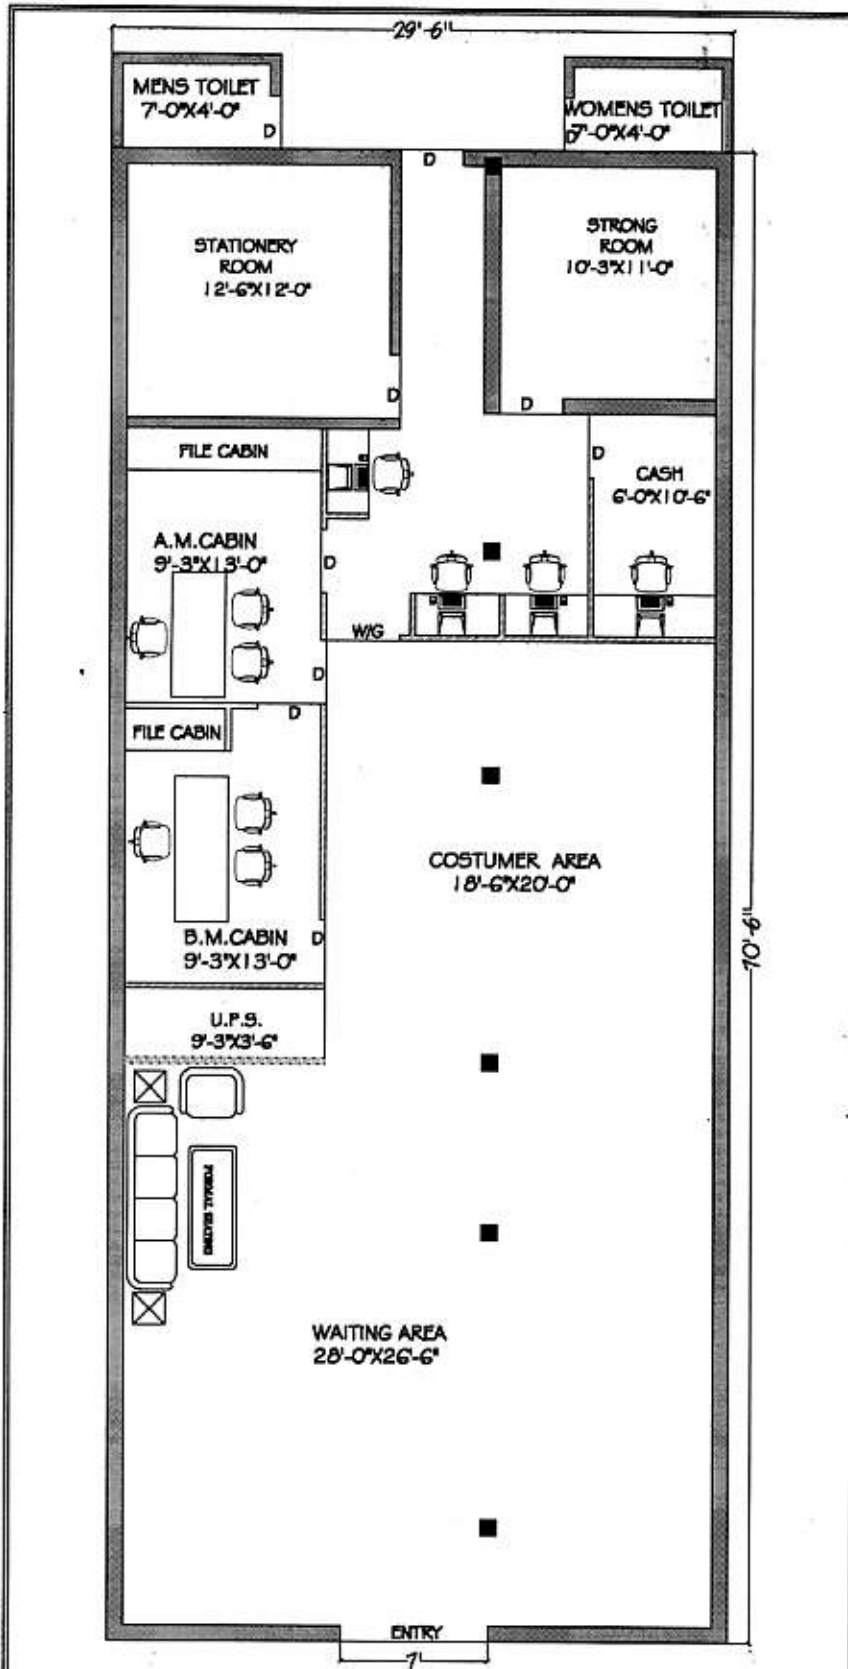 29'-6"
MENS TOILET
7'-0"X4'-0"
D
WOMENS TOILET
7'-0"X4'-0"
D
D
STATIONERY
ROOM
12'-6"X12'-0"
STRONG
ROOM
10'-3"X11'-0"
D
D
FILE CABIN
D
CASH
6'-0"X10'-6"
A.M.CABIN
9'-3"X13'-0"
D
W/G
D
D
FILE CABIN
COSTUMER AREA
18'-6"X20'-0"
70'-6"
B.M.CABIN
9'-3"X13'-0"
D
U.P.S.
9'-3"X3'-6"
FORMAL SEATING
WAITING AREA
28'-0"X26'-6"
ENTRY
7'